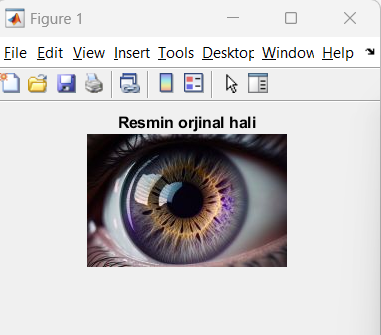 Figure 1
File Edit View Insert Tools Desktop Window Help
Resmin orjinal hali